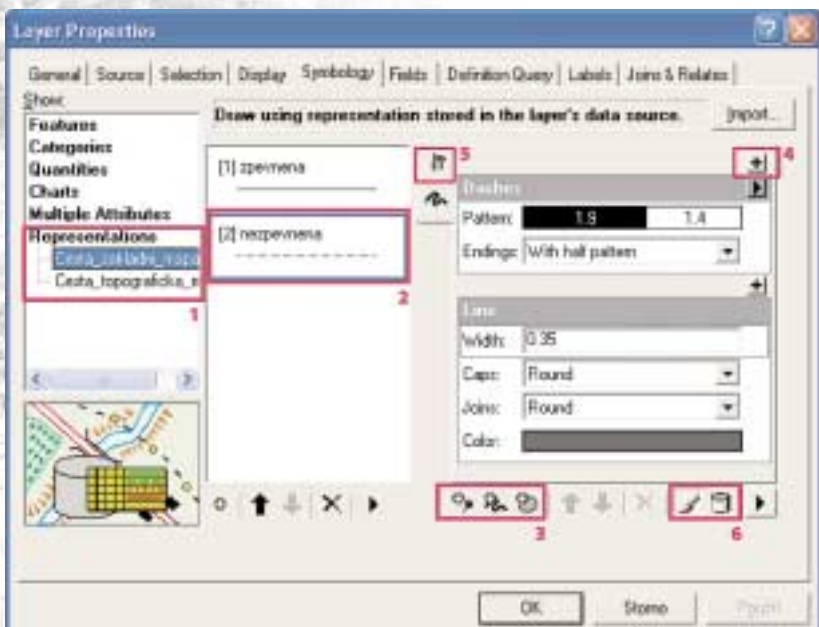 Layer Properties
General Source Selection Display Symbology Fields Definition Query Labels Joins & Relates
Show:
Features
Categories
Quantities
Charts
Multiple Attributes
Representations
Cesta_zakladni_mapa
Cesta_topograficka_
1
Draw using representation stored in the layer's data source.
Import...
[1] zpevnena
[2] nezpevnena
2
5
4
Dashes
Pattern: 1.9 1.4
Endings: With half pattern
Line
Width: 0.35
Caps: Round
Joins: Round
Color:
3
6
OK
Storno
Použít